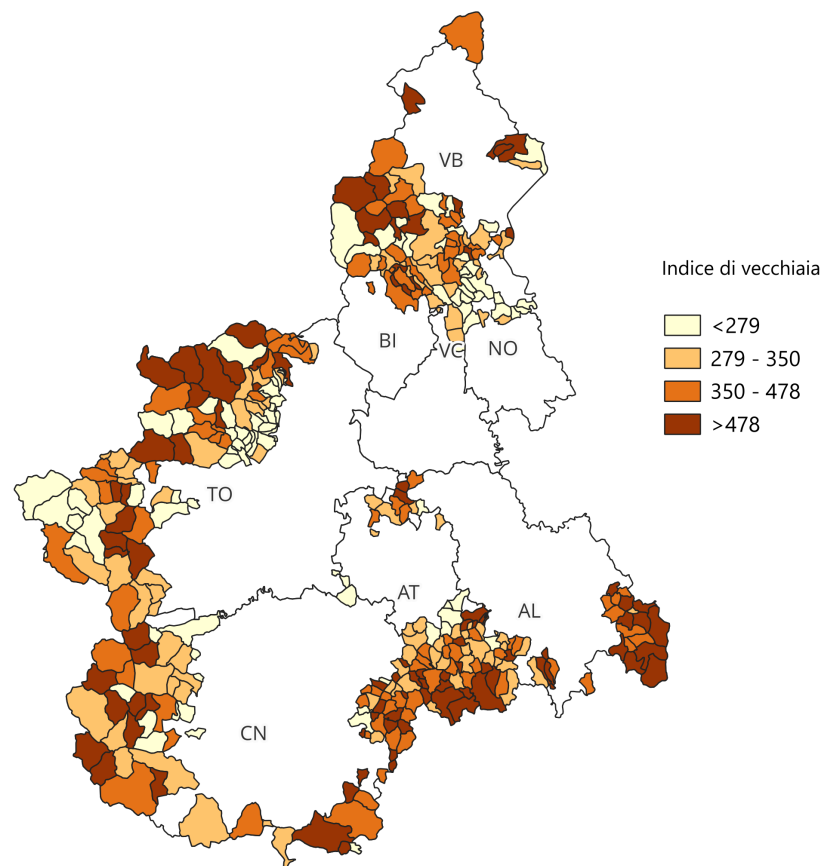 VB
Indice di vecchiaia
<279
BI
VC
NO
279 - 350
350 - 478
>478
TO
AT
AL
CN